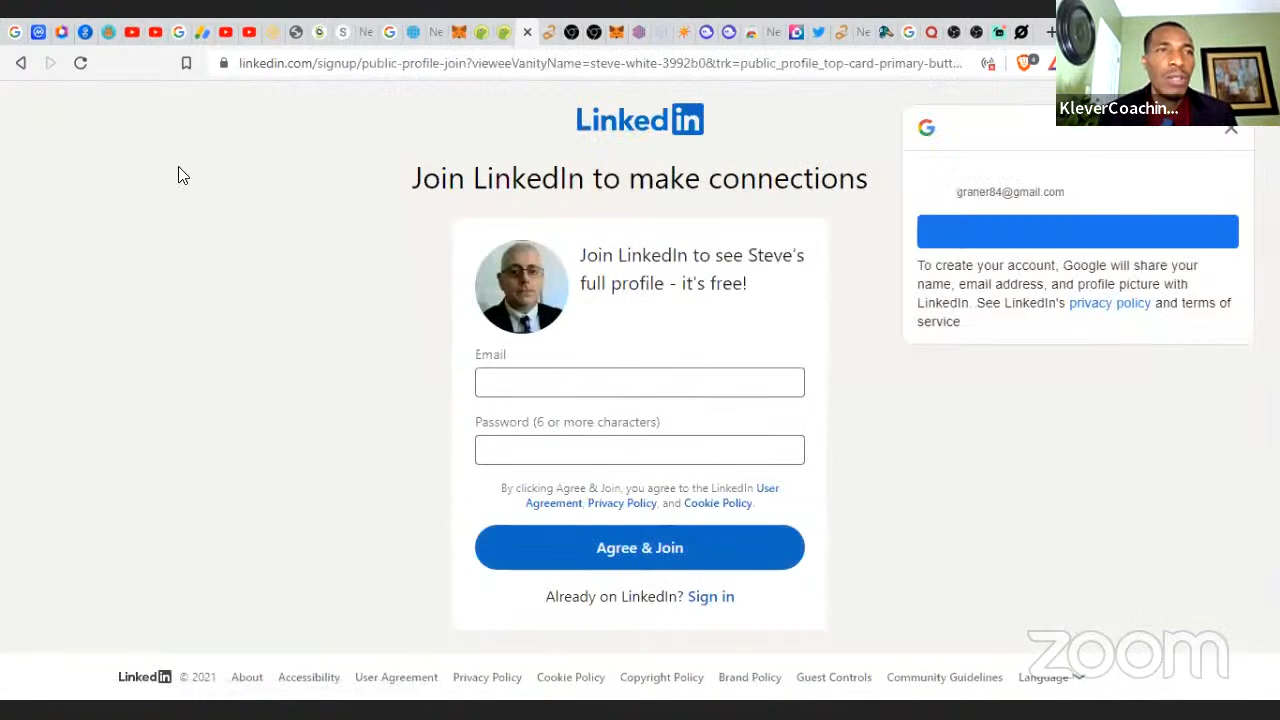 Ne
Ne
Ne
Ne
linkedin.com/signup/public-profile-join?vieweeVanityName=steve-white-3992b0&trk=public_profile_top-card-primary-butt...
4
KleverCoachin...
LinkedIn
Join LinkedIn to make connections
graner84@gmail.com
Join LinkedIn to see Steve's
full profile - it's free!
To create your account, Google will share your
name, email address, and profile picture with
LinkedIn. See LinkedIn's privacy policy and terms of
service
Email
Password (6 or more characters)
By clicking Agree & Join, you agree to the LinkedIn User
Agreement, Privacy Policy, and Cookie Policy.
Agree & Join
Already on LinkedIn? Sign in
zoom
LinkedIn © 2021 About Accessibility User Agreement Privacy Policy Cookie Policy Copyright Policy Brand Policy Guest Controls Community Guidelines Language